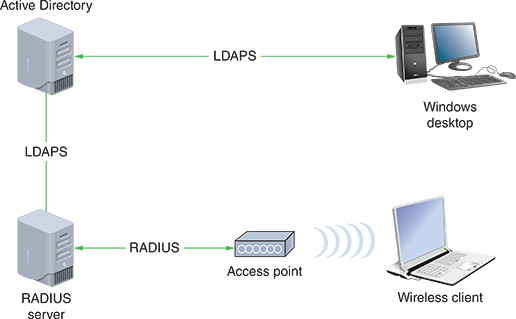 Active Directory
LDAPS
Windows
desktop
LDAPS
RADIUS
Access point
RADIUS
server
Wireless client